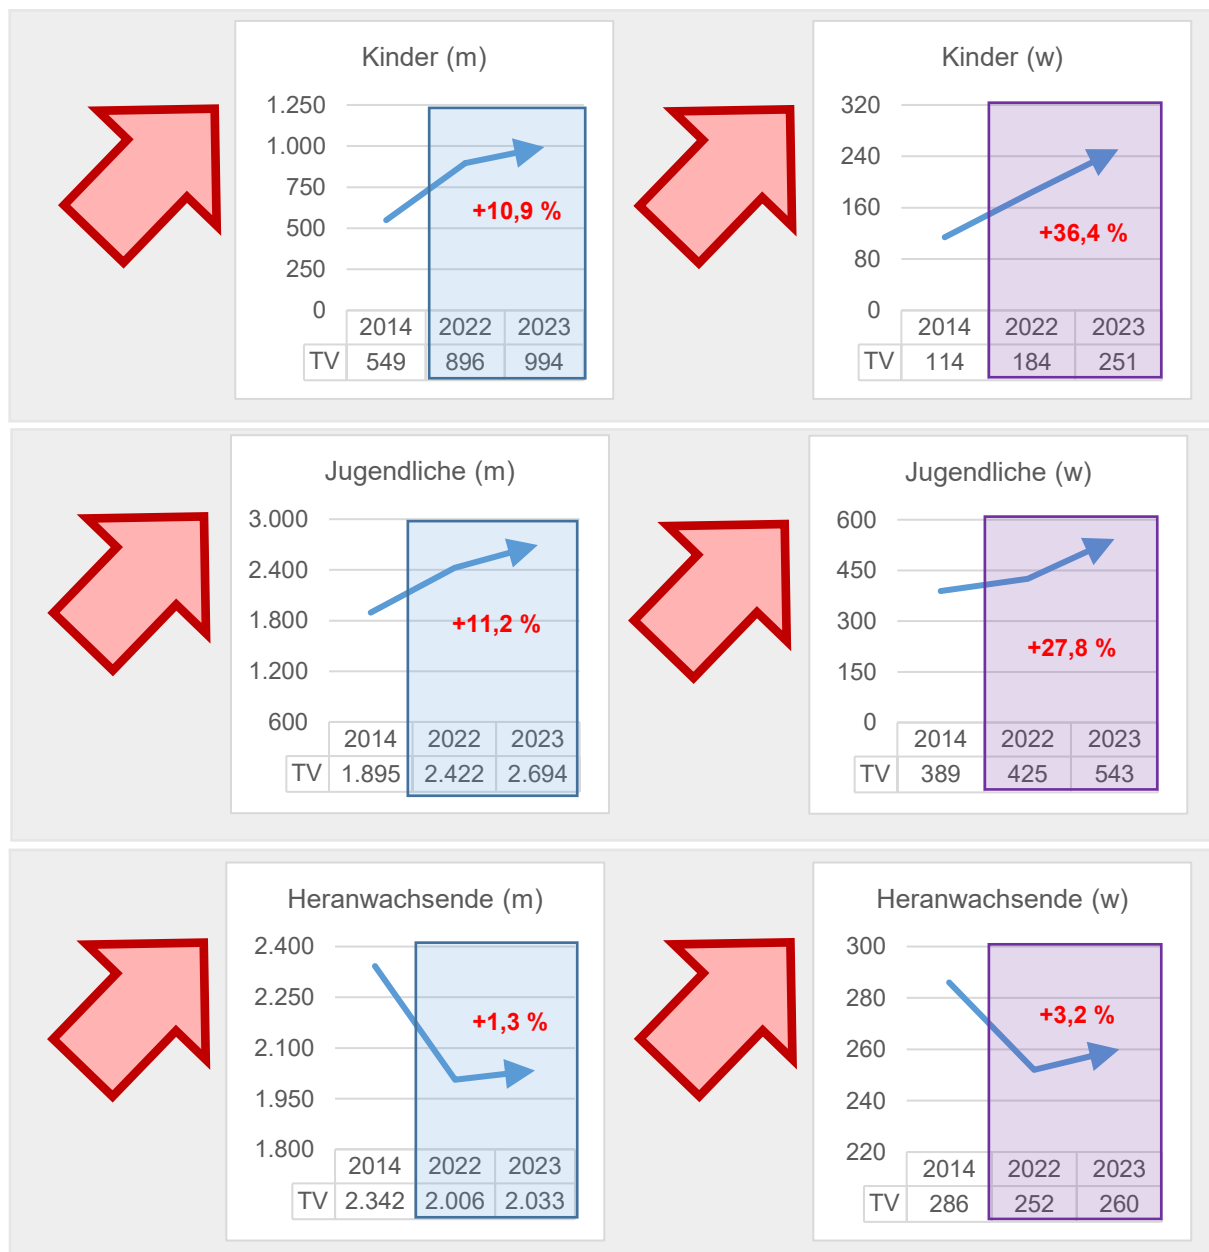 Kinder (m)
1.250
1.000
750
500
250
0
+10,9 %
2014 2022 2023
TV 549 896 994
Kinder (w)
320
240
160
80
0
+36,4 %
2014 2022 2023
TV 114 184 251
Jugendliche (m)
3.000
2.400
1.800
1.200
600
+11,2 %
2014 2022 2023
TV 1.895 2.422 2.694
Jugendliche (w)
600
450
300
150
0
+27,8 %
2014 2022 2023
TV 389 425 543
Heranwachsende (m)
2.400
2.250
2.100
1.950
1.800
+1,3 %
2014 2022 2023
TV 2.342 2.006 2.033
Heranwachsende (w)
300
280
260
240
220
+3,2 %
2014 2022 2023
TV 286 252 260